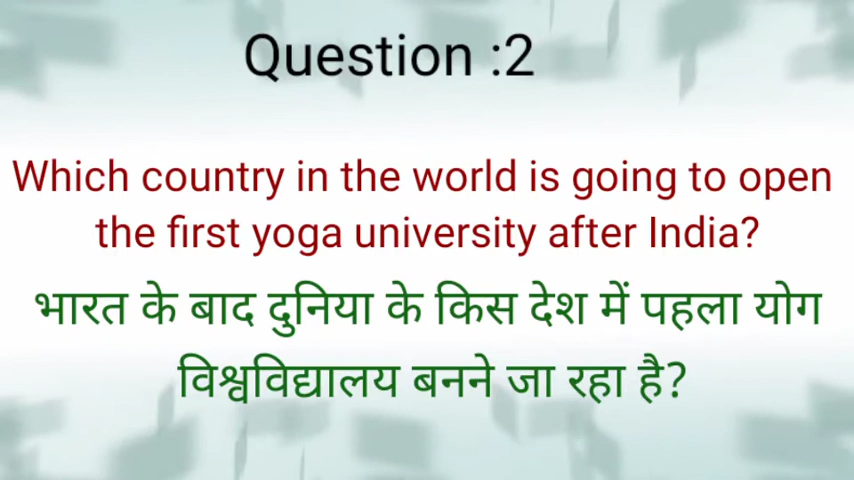 Question :2
Which country in the world is going to open
the first yoga university after India?
भारत के बाद दुनिया के किस देश में पहला योग
विश्वविद्यालय बनने जा रहा है?